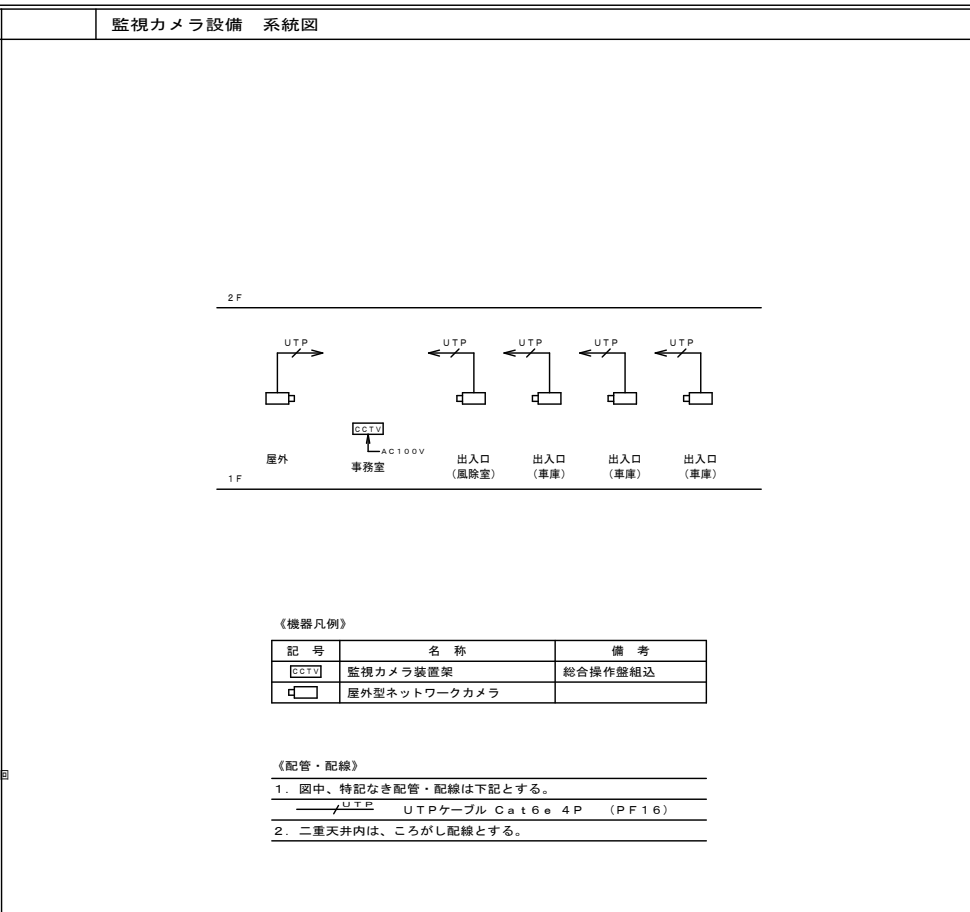 監視カメラ設備　系統図
2F
UTP
UTP
UTP
UTP
UTP
CCTV
AC100V
屋外
事務室
出入口
(風除室)
出入口
(車庫)
出入口
(車庫)
出入口
(車庫)
1F
《機器凡例》
記　号　名　称　備　考
CCTV　監視カメラ装置架　総合操作盤組込
屋外型ネットワークカメラ
《配管・配線》
1. 図中、特記なき配管・配線は下記とする。
UTP　UTPケーブル Cat6e 4P　(PF16)
2. 二重天井内は、ころがし配線とする。